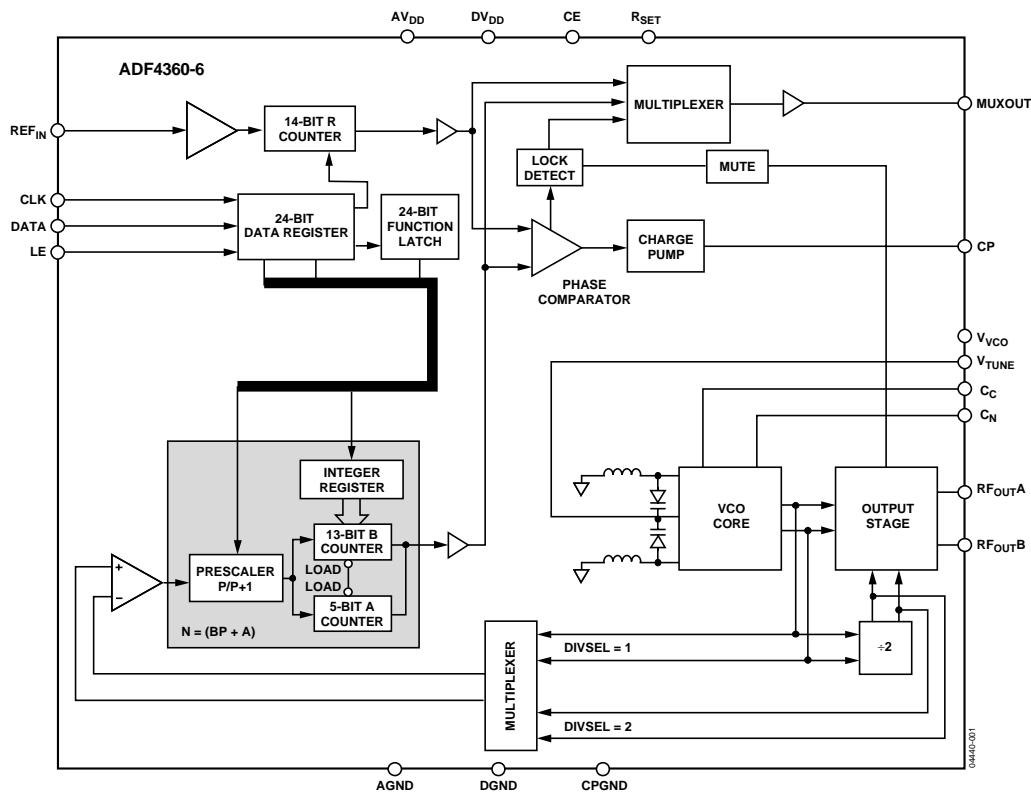 AVDD
DVDD
CE
RSET
ADF4360-6
REFIN
14-BIT R
COUNTER
MULTIPLEXER
MUXOUT
LOCK
DETECT
MUTE
CLK
DATA
LE
24-BIT
DATA REGISTER
24-BIT
FUNCTION
LATCH
CHARGE
PUMP
CP
PHASE
COMPARATOR
VVCO
VTUNE
CC
CN
INTEGER
REGISTER
13-BIT B
COUNTER
LOAD
LOAD
5-BIT A
COUNTER
PRESCALER
P/P+1
+
−
N = (BP + A)
VCO
CORE
OUTPUT
STAGE
RFOUTA
RFOUTB
MULTIPLEXER
DIVSEL = 1
DIVSEL = 2
÷2
04440-001
AGND
DGND
CPGND